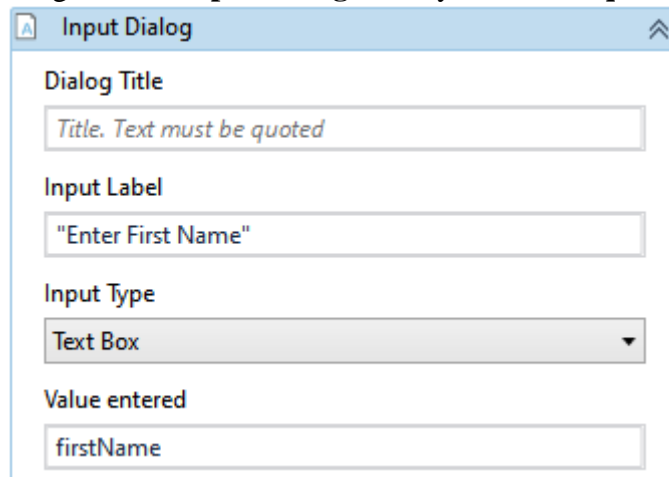 Input Dialog
Dialog Title
Title. Text must be quoted
Input Label
"Enter First Name"
Input Type
Text Box
Value entered
firstName